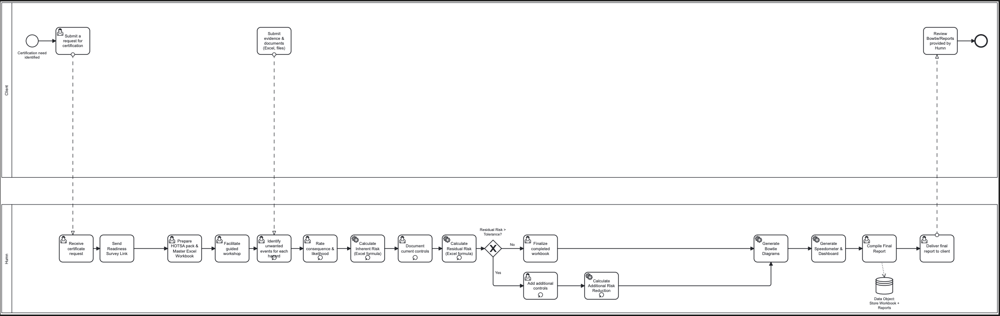 Client
Certification need
identified
Submit a
request for
certification
Submit
evidence &
documents
(Excel, files)
Review
Bowtie/Reports
provided by
Humn
Humn
Receive
certificate
request
Send
Readiness
Survey Link
Prepare
HOTSA pack &
Master Excel
Workbook
Facilitate
guided
workshop
Identify
unwanted
events for each
hazard
Rate
consequence &
likelihood
Calculate
Inherent Risk
(Excel formula)
Document
current controls
Calculate
Residual Risk
(Excel formula)
Residual Risk >
Tolerance?
No
Yes
Finalize
completed
workbook
Add additional
controls
Calculate
Additional Risk
Reduction
Generate
Bowtie
Diagrams
Generate
Speedometer &
Dashboard
Compile Final
Report
Data Object:
Store Workbook +
Reports
Deliver final
report to client